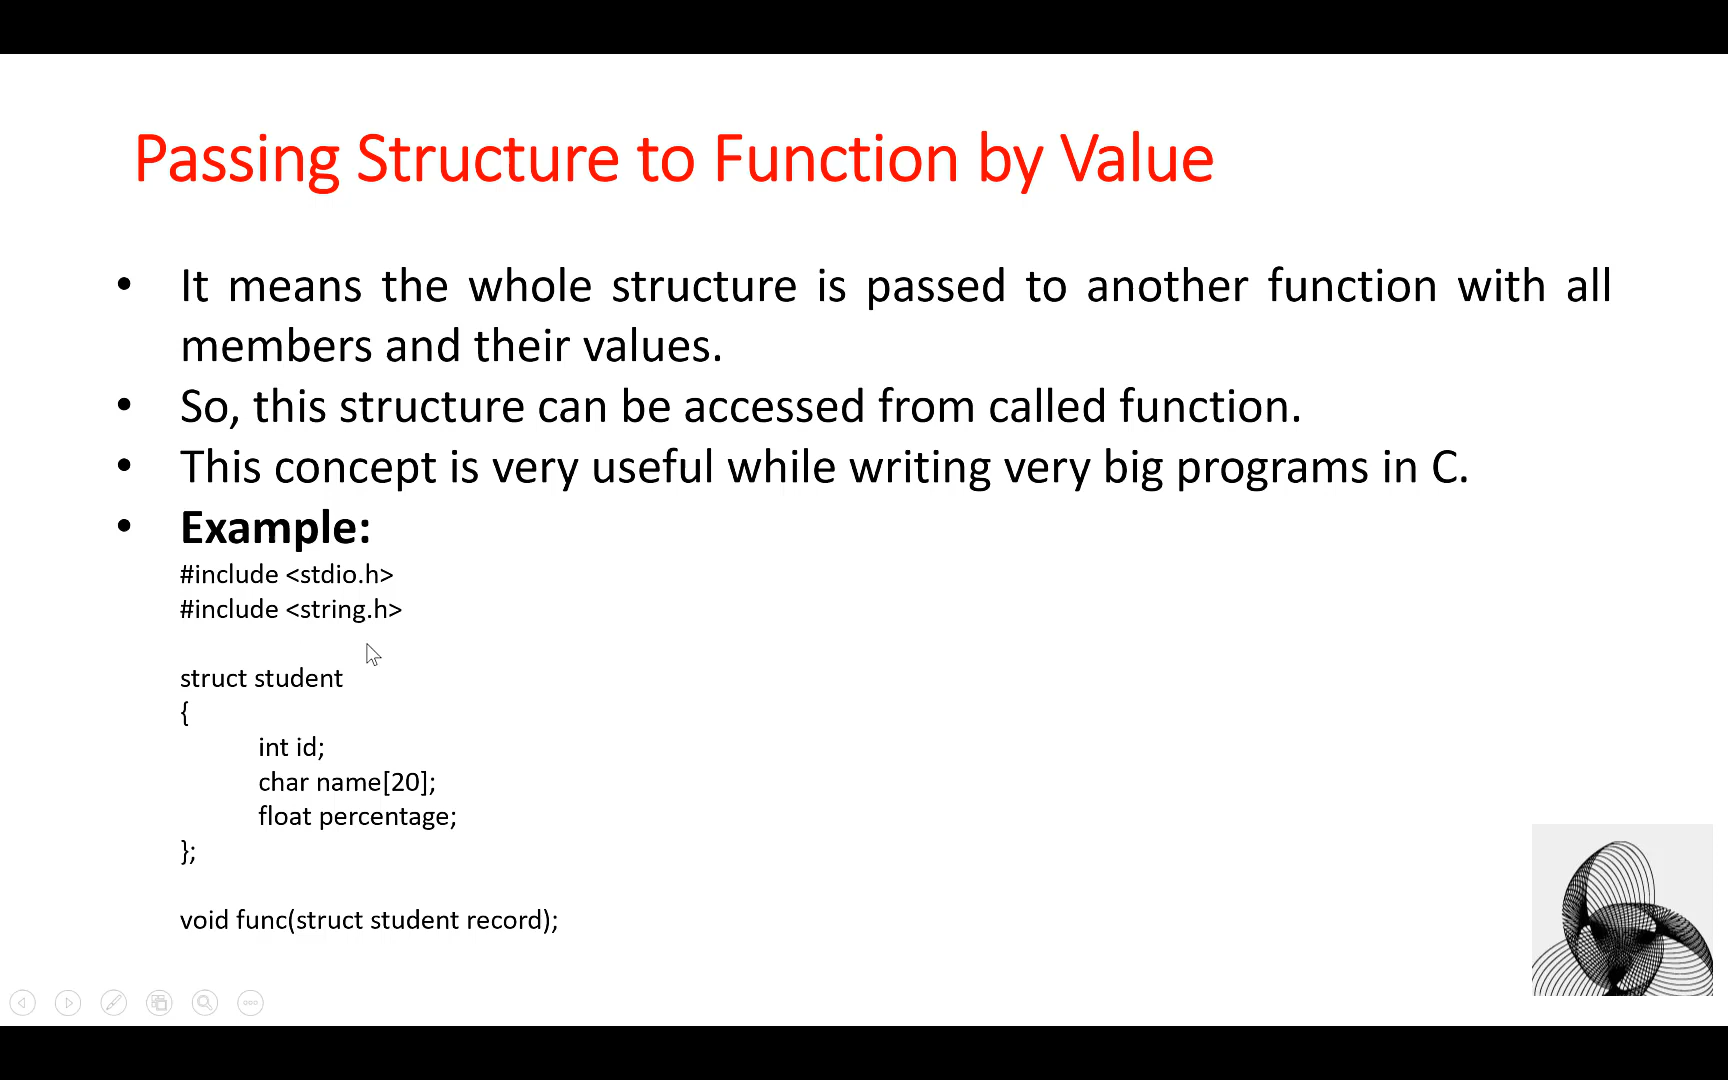 Passing Structure to Function by Value
• It means the whole structure is passed to another function with all
members and their values.
• So, this structure can be accessed from called function.
• This concept is very useful while writing very big programs in C.
• Example:
#include <stdio.h>
#include <string.h>
struct student
{
int id;
char name[20];
float percentage;
};
void func(struct student record);